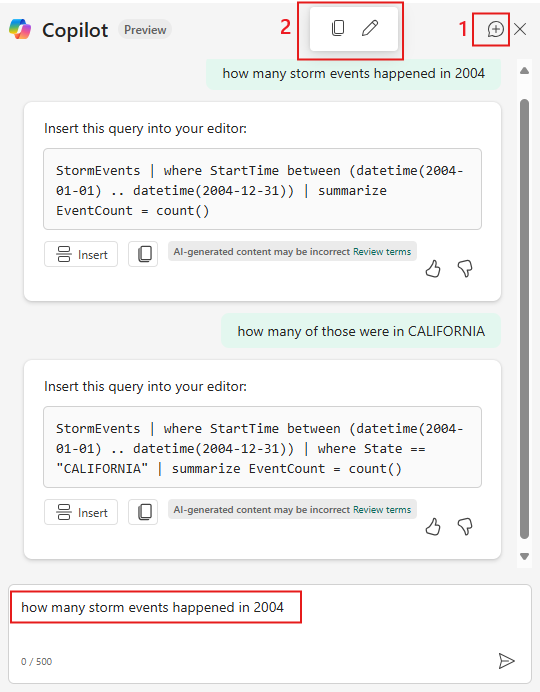 2
1
Copilot Preview
how many storm events happened in 2004
Insert this query into your editor:
StormEvents | where StartTime between (datetime(2004-
01-01) .. datetime(2004-12-31)) | summarize
EventCount = count()
Insert
AI-generated content may be incorrect Review terms
how many of those were in CALIFORNIA
Insert this query into your editor:
StormEvents | where StartTime between (datetime(2004-
01-01) .. datetime(2004-12-31)) | where State ==
"CALIFORNIA" | summarize EventCount = count()
Insert
AI-generated content may be incorrect Review terms
how many storm events happened in 2004
0 / 500